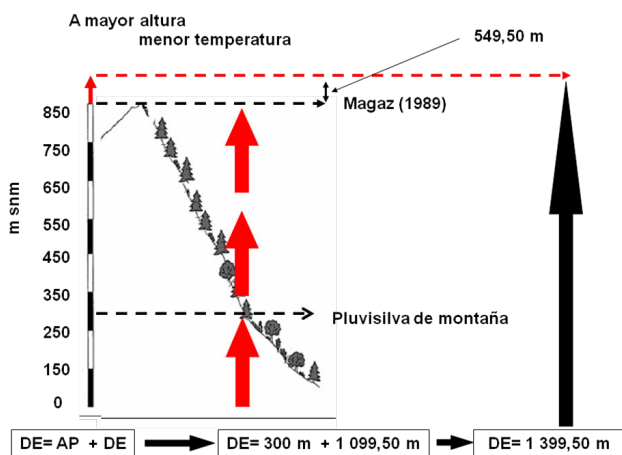 A mayor altura
menor temperatura
549,50 m
850
Magaz (1989)
750
650
m snm
550
450
350
Pluvisilva de montaña
250
150
0
DE= AP + DE
DE= 300 m + 1 099,50 m
DE= 1 399,50 m